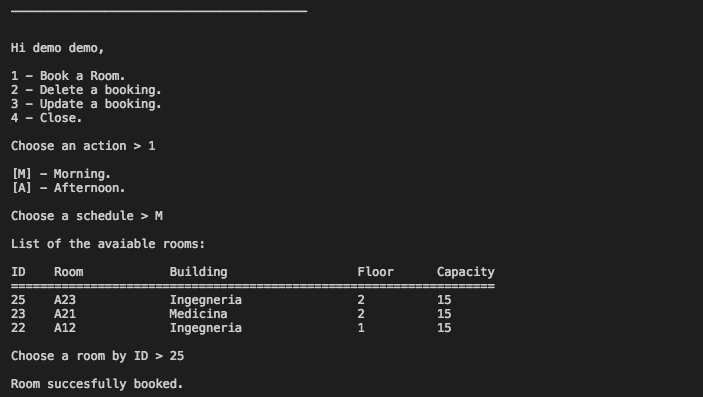 Hi demo demo,
1 – Book a Room.
2 – Delete a booking.
3 – Update a booking.
4 – Close.
Choose an action > 1
[M] – Morning.
[A] – Afternoon.
Choose a schedule > M
List of the avaiable rooms:
ID Room Building Floor Capacity
===================================================================
25 A23 Ingegneria 2 15
23 A21 Medicina 2 15
22 A12 Ingegneria 1 15
Choose a room by ID > 25
Room succesfully booked.